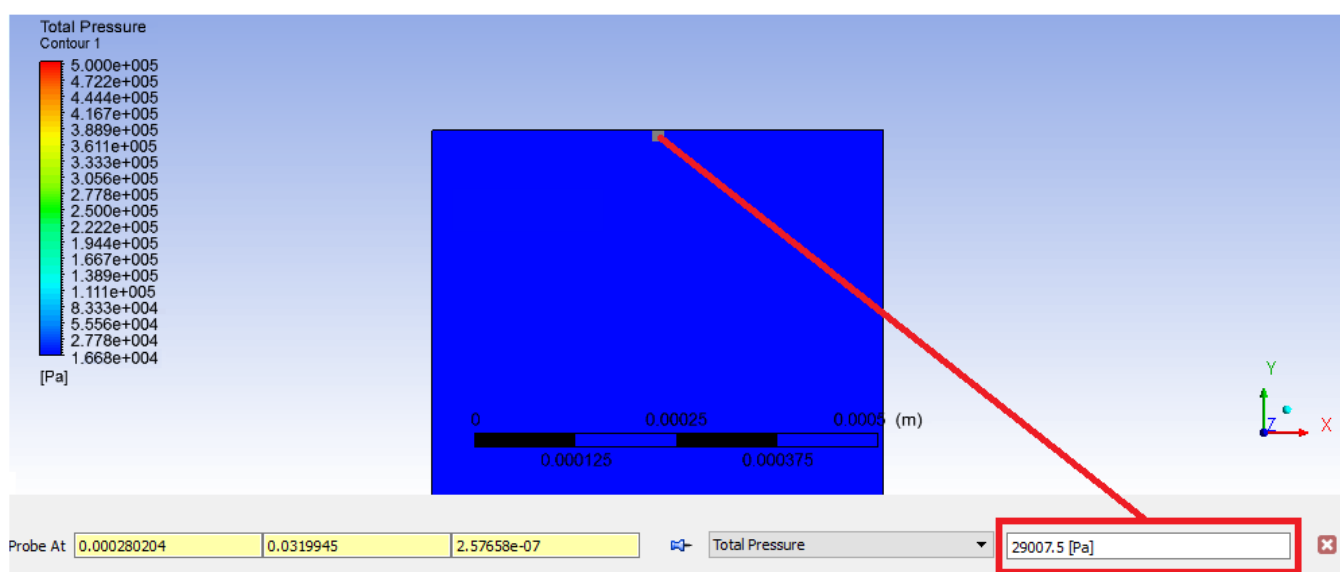 Total Pressure
Contour 1
5.000e+005
4.722e+005
4.444e+005
4.167e+005
3.889e+005
3.611e+005
3.333e+005
3.056e+005
2.778e+005
2.500e+005
2.222e+005
1.944e+005
1.667e+005
1.389e+005
1.111e+005
8.333e+004
5.556e+004
2.778e+004
1.668e+004
[Pa]
0 0.00025 0.0005 (m)
0.000125 0.000375
Y
Z X
Probe At 0.000280204 0.0319945 2.57658e-07 Total Pressure 29007.5 [Pa]